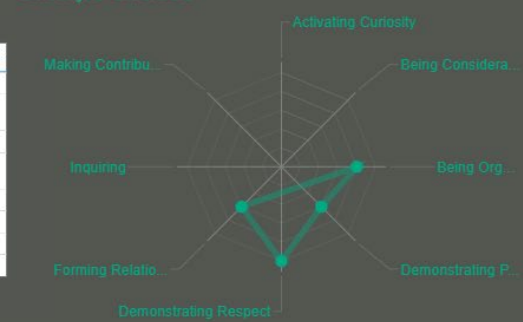 Activating Curiosity
Making Contribu...
Being Considera...
Inquiring
Being Org...
Forming Relatio...
Demonstrating P...
Demonstrating Respect